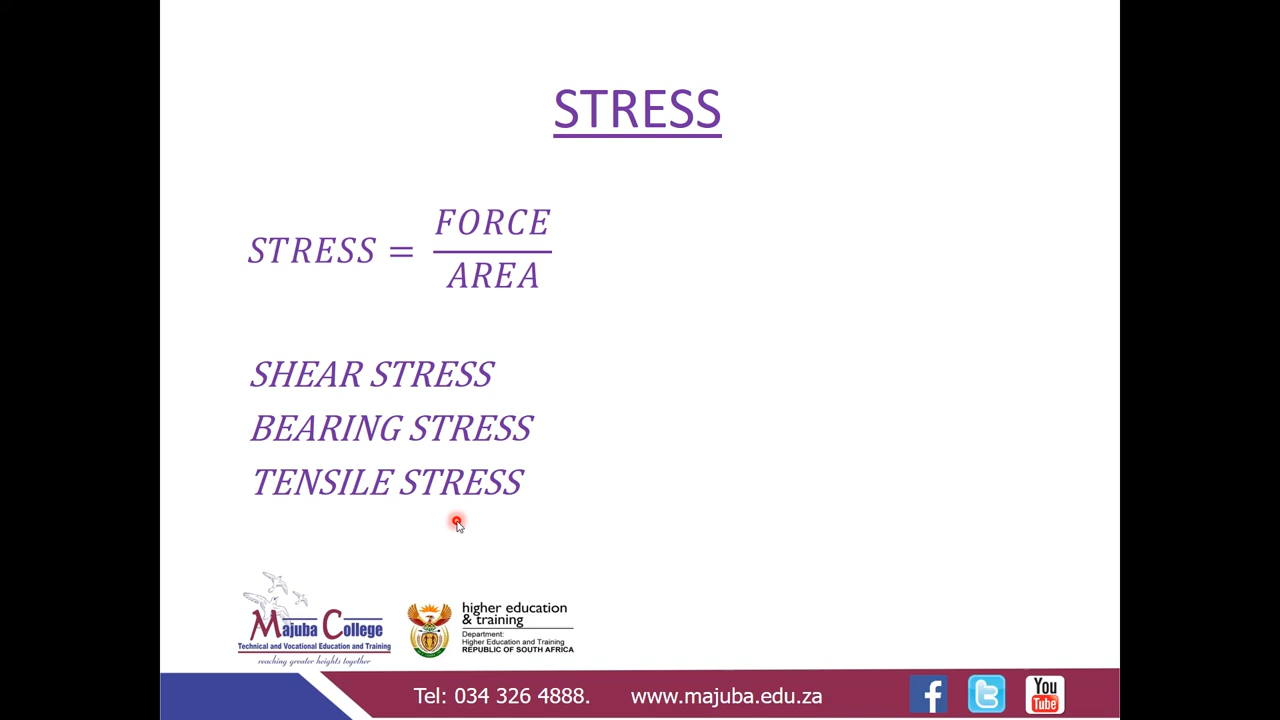 STRESS
STRESS = FORCE / AREA
SHEAR STRESS
BEARING STRESS
TENSILE STRESS
Majuba College
Technical and Vocational Education and Training
reaching greater heights together
higher education
& training
Department:
Higher Education and Training
REPUBLIC OF SOUTH AFRICA
Tel: 034 326 4888. www.majuba.edu.za
f
You
Tube